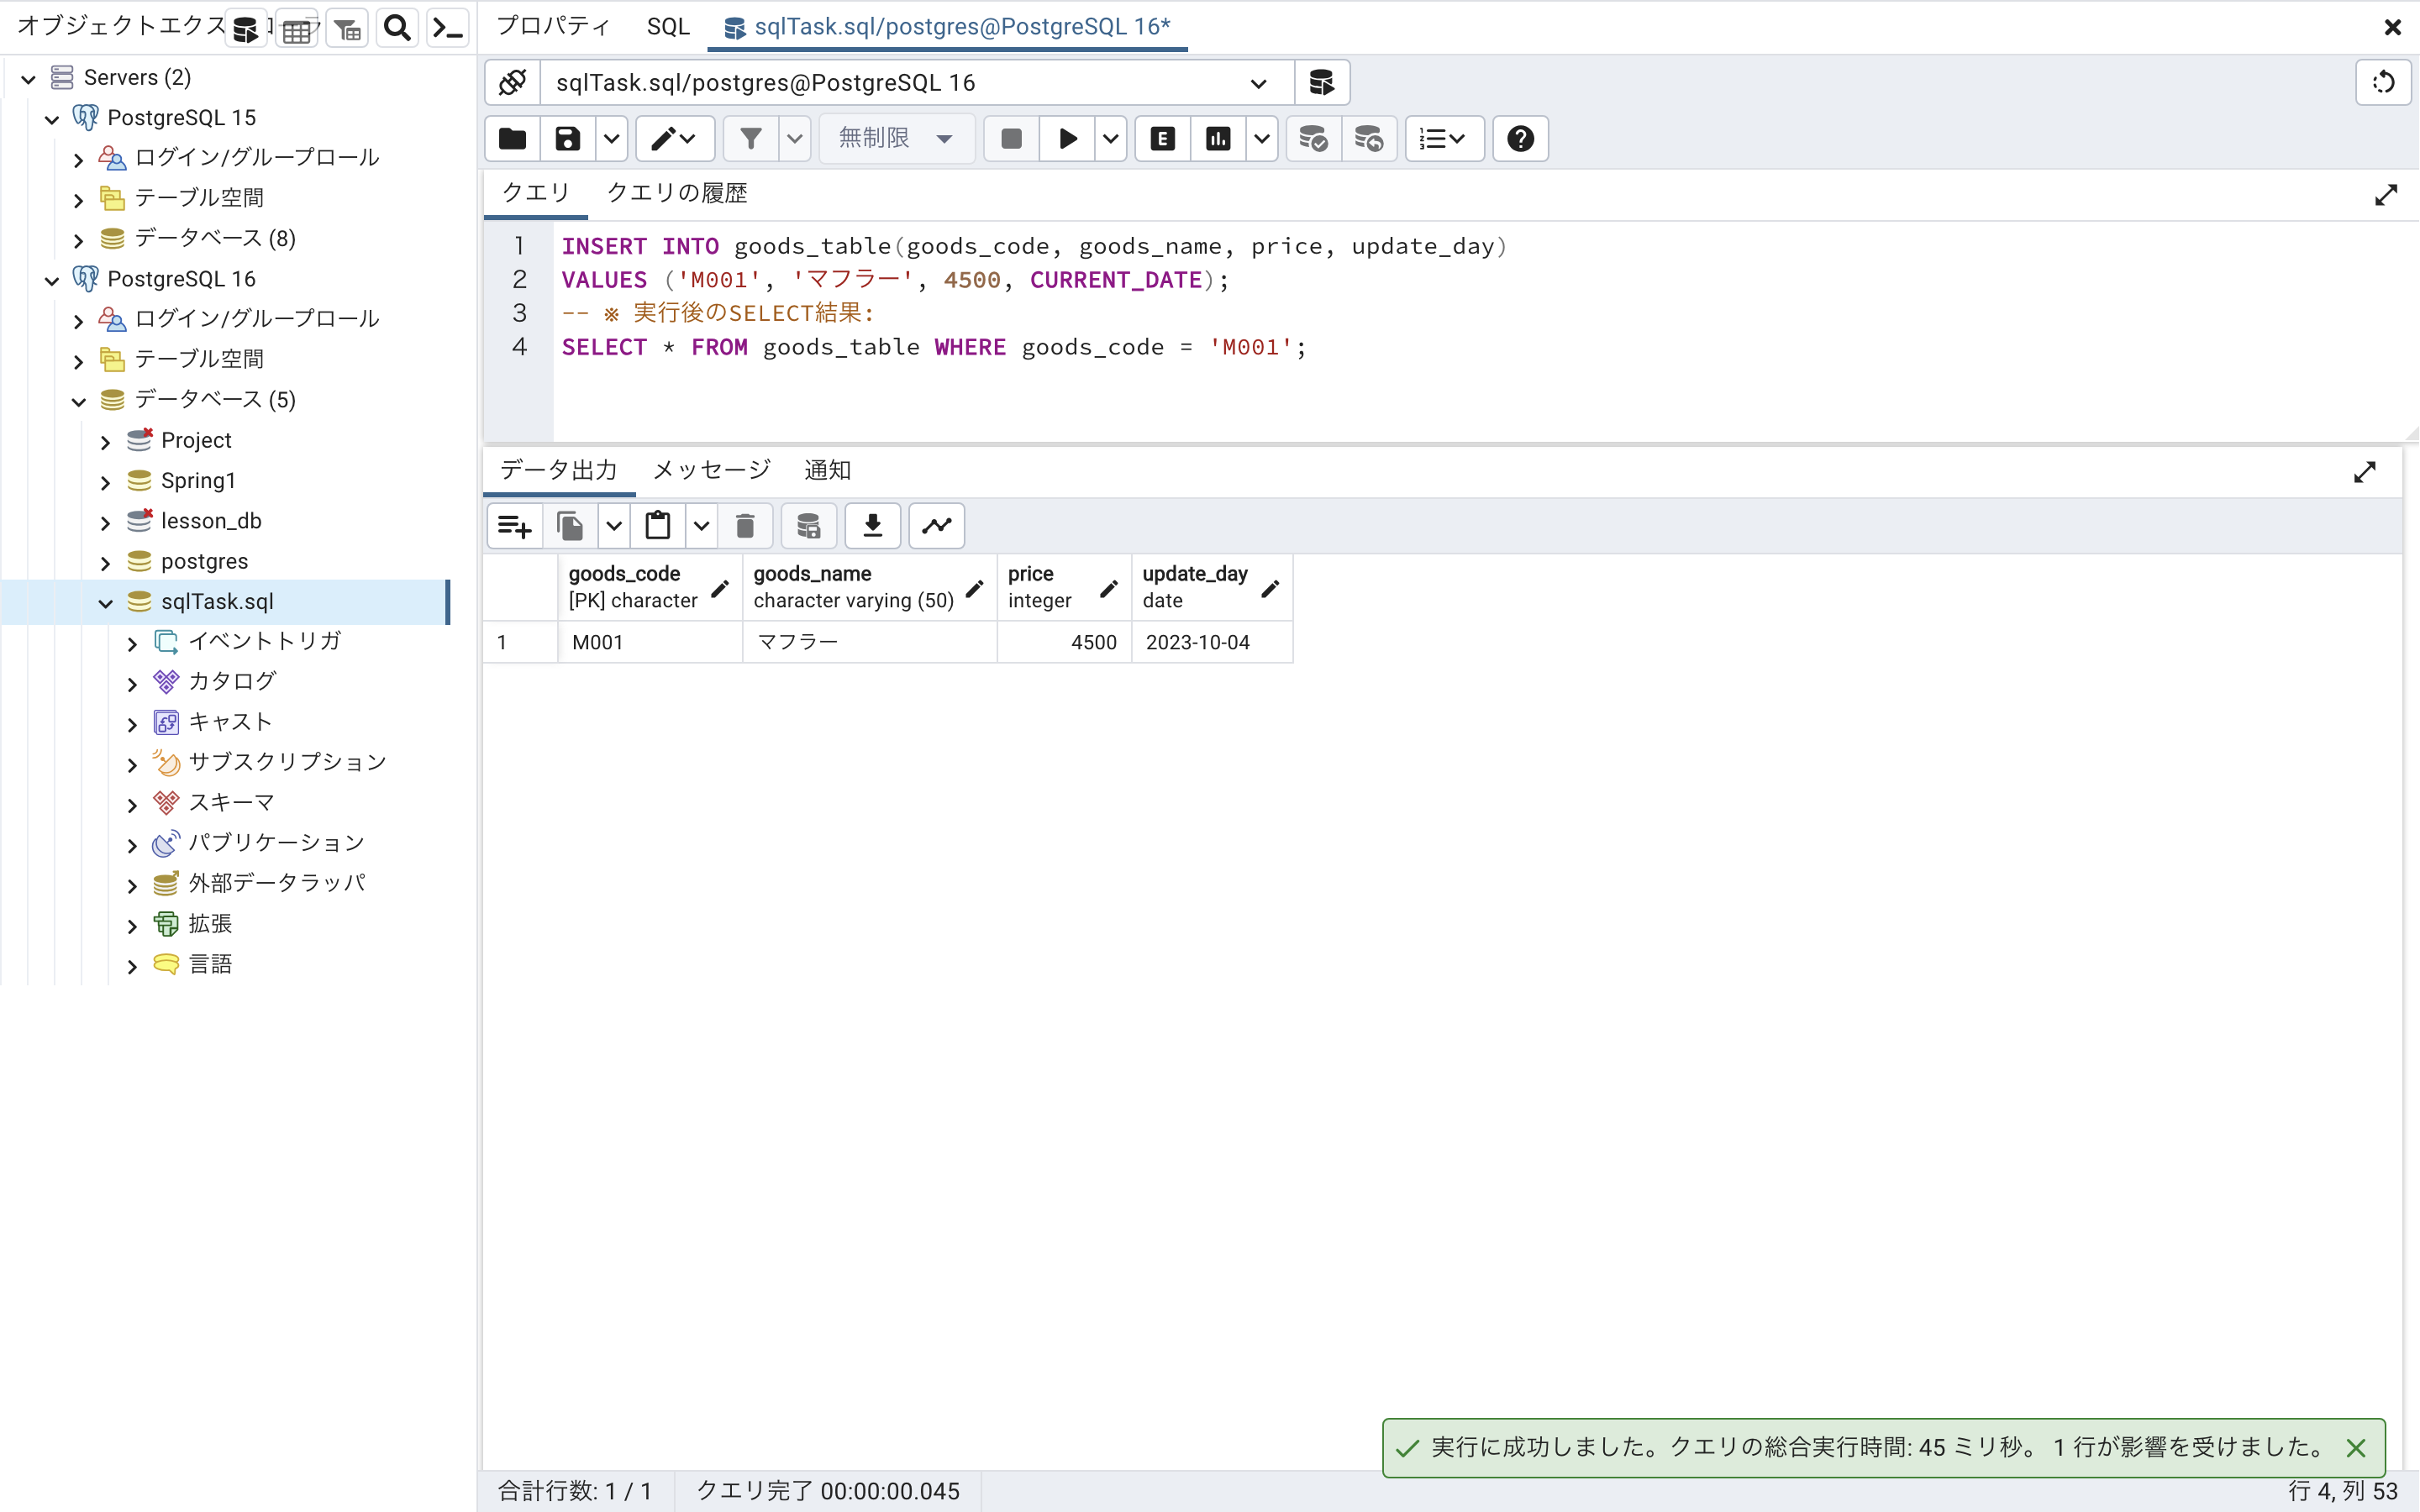 オブジェクトエクス
プロパティ
SQL
sqlTask.sql/postgres@PostgreSQL 16*
Servers (2)
PostgreSQL 15
ログイン/グループロール
テーブル空間
データベース (8)
PostgreSQL 16
ログイン/グループロール
テーブル空間
データベース (5)
Project
Spring1
lesson_db
postgres
sqlTask.sql
イベントトリガ
カタログ
キャスト
サブスクリプション
スキーマ
パブリケーション
外部データラッパ
拡張
言語
sqlTask.sql/postgres@PostgreSQL 16
無制限
クエリ
クエリの履歴
1 INSERT INTO goods_table(goods_code, goods_name, price, update_day)
2 VALUES ('M001', 'マフラー', 4500, CURRENT_DATE);
3 -- ※ 実行後のSELECT結果:
4 SELECT * FROM goods_table WHERE goods_code = 'M001';
データ出力
メッセージ
通知
goods_code
[PK] character
goods_name
character varying (50)
price
integer
update_day
date
1 M001 マフラー 4500 2023-10-04
実行に成功しました。クエリの総合実行時間: 45 ミリ秒。 1 行が影響を受けました。
合計行数: 1 / 1
クエリ完了 00:00:00.045
行 4, 列 53